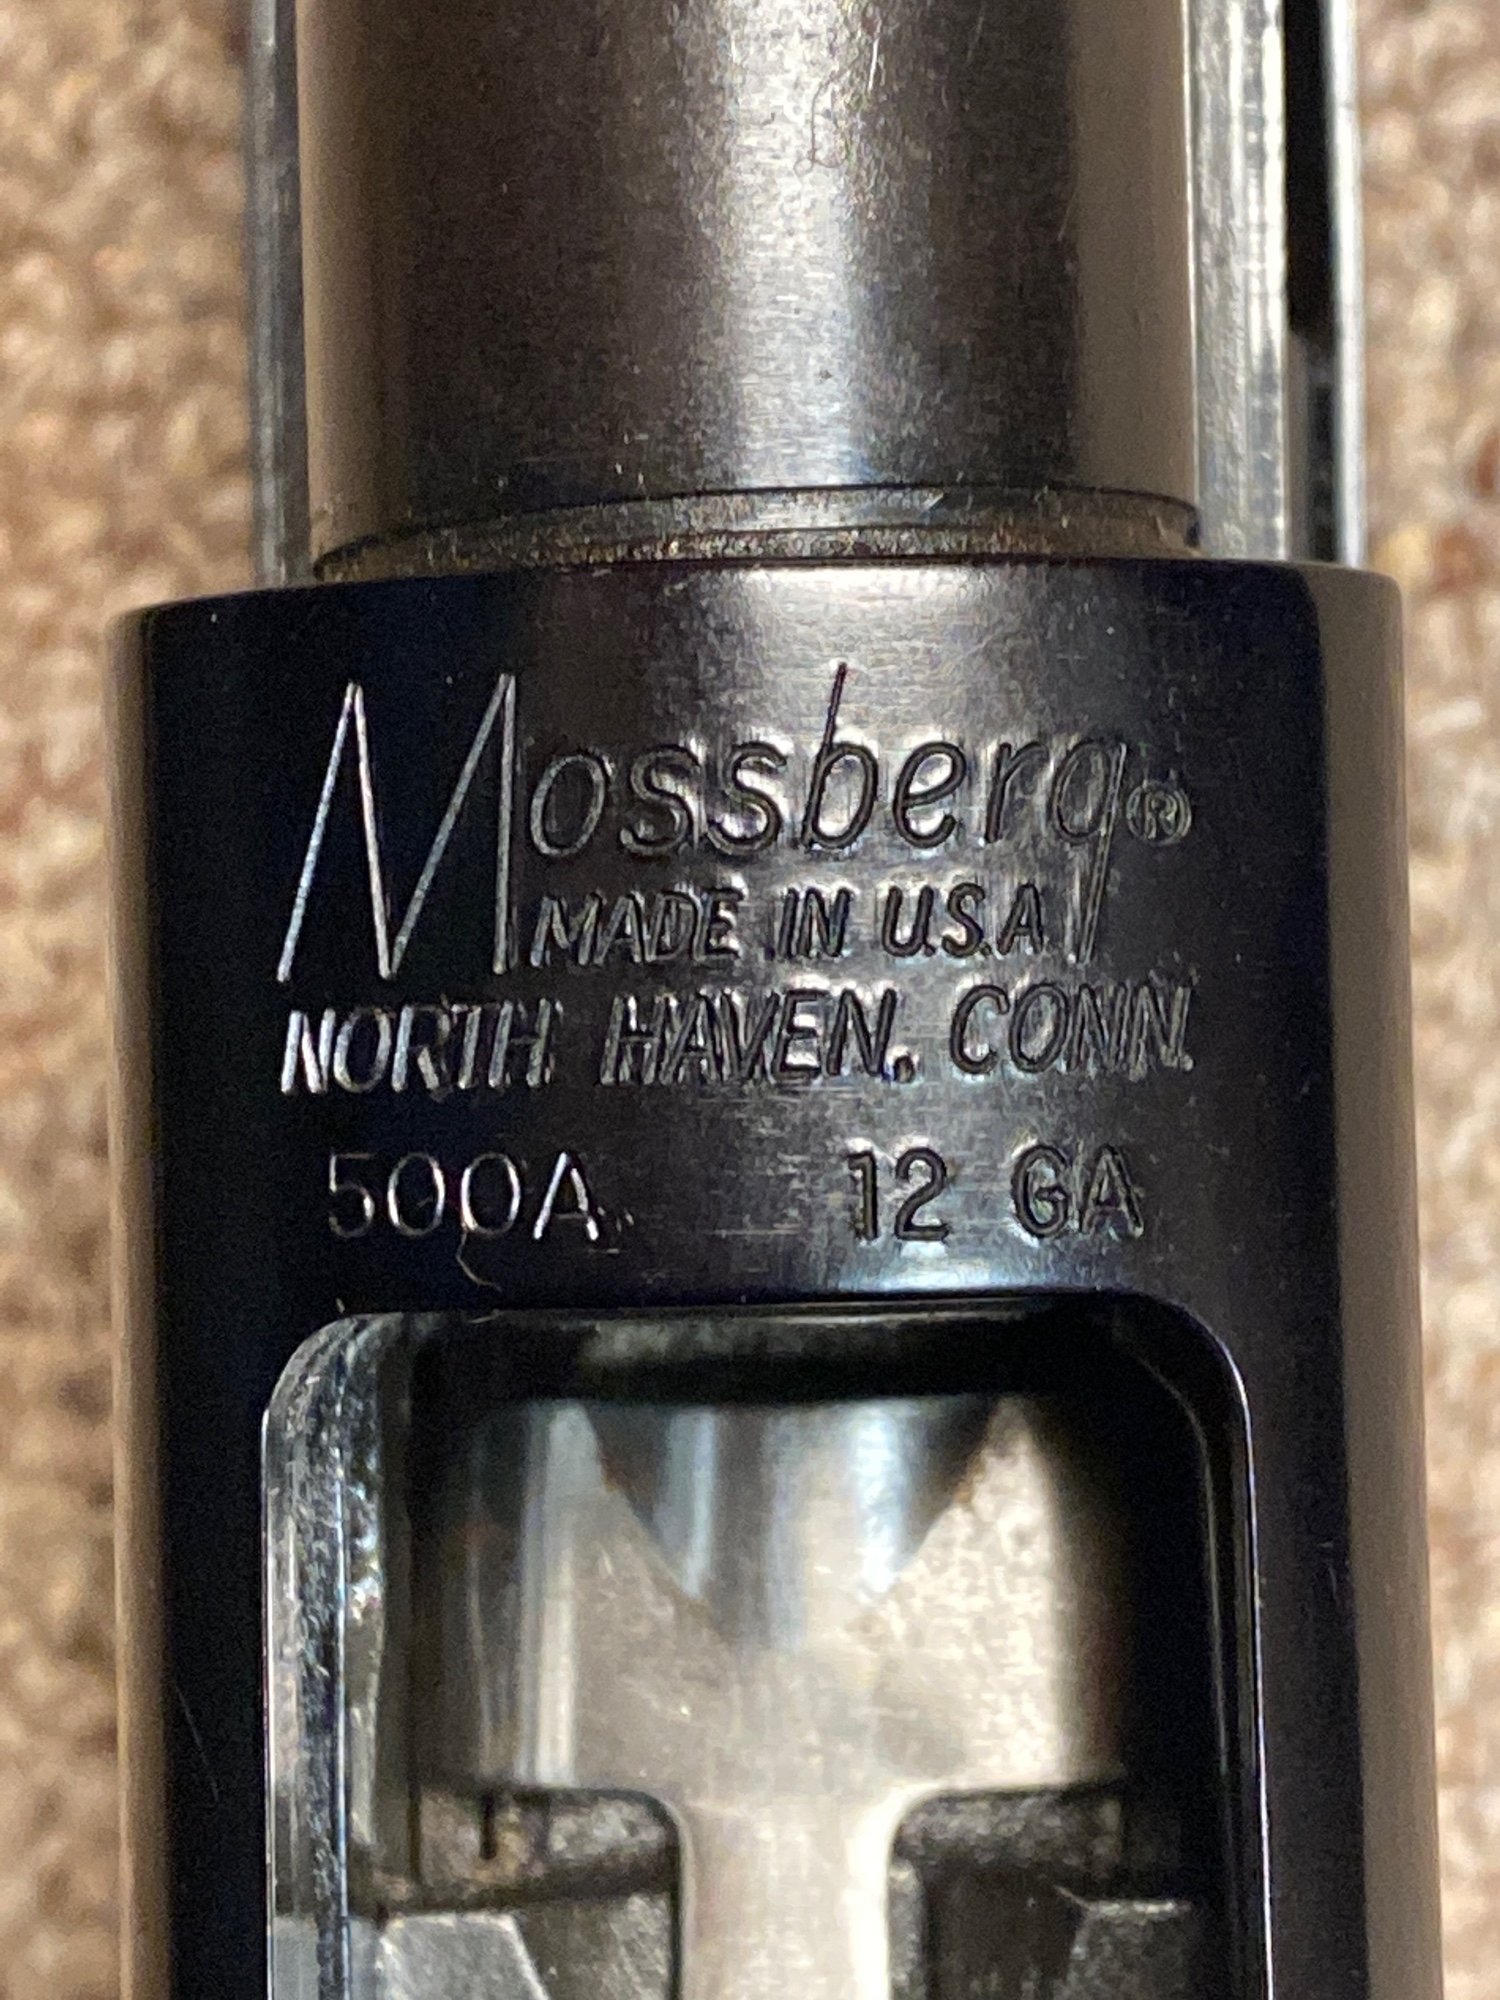 Mossberg®
MADE IN U.S.A
NORTH HAVEN, CONN.
500A 12 GA